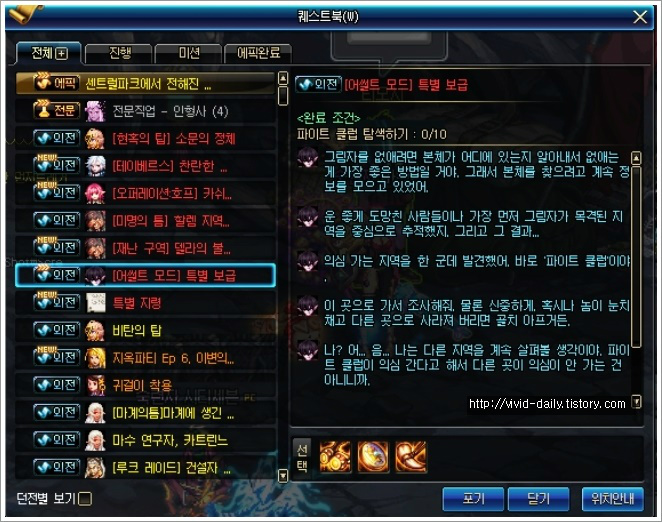 퀘스트북(W)
전체 + 진행 미션 에픽완료
에픽 센트럴파크에서 전해진 ...
전문 전문직업 - 인형사 (4)
외전 [현혹의 탑] 소문의 정체
NEW 외전 [테이베르스] 찬란한 ...
NEW 외전 [오퍼레이션:호프] 카쉬...
NEW 외전 [미명의 틈] 할렘 지역...
NEW 외전 [재난 구역] 델라의 불...
외전 [어썰트 모드] 특별 보급
NEW 외전 특별 지령
외전 비탄의 탑
NEW 외전 지옥파티 Ep 6. 이변의...
외전 귀걸이 착용
외전 [마계의틈]마계에 생긴 ...
외전 마수 연구자, 카트린느
외전 [루크 레이드] 건설자 ...
던전별 보기
외전 [어썰트 모드] 특별 보급
<완료 조건>
파이트 클럽 탐색하기 : 0/10
그림자를 없애려면 본체가 어디에 있는지 알아내서 없애는
게 가장 좋은 방법일 거야. 그래서 본체를 찾으려고 계속 정
보를 모으고 있었어.
운 좋게 도망친 사람들이나 가장 먼저 그림자가 목격된 지
역을 중심으로 추적했지. 그리고 그 결과...
의심 가는 지역을 한 군데 발견했어. 바로 '파이트 클럽'이야
.
이 곳으로 가서 조사해줘. 물론 신중하게. 혹시나 놈이 눈치
채고 다른 곳으로 사라져 버리면 골치 아프거든.
나? 어... 음... 나는 다른 지역을 계속 살펴볼 생각이야. 파이
트 클럽이 의심 간다고 해서 다른 곳이 의심이 안 가는 건
아니니까.
http://vivid-daily.tistory.com
선택
포기 닫기 위치안내